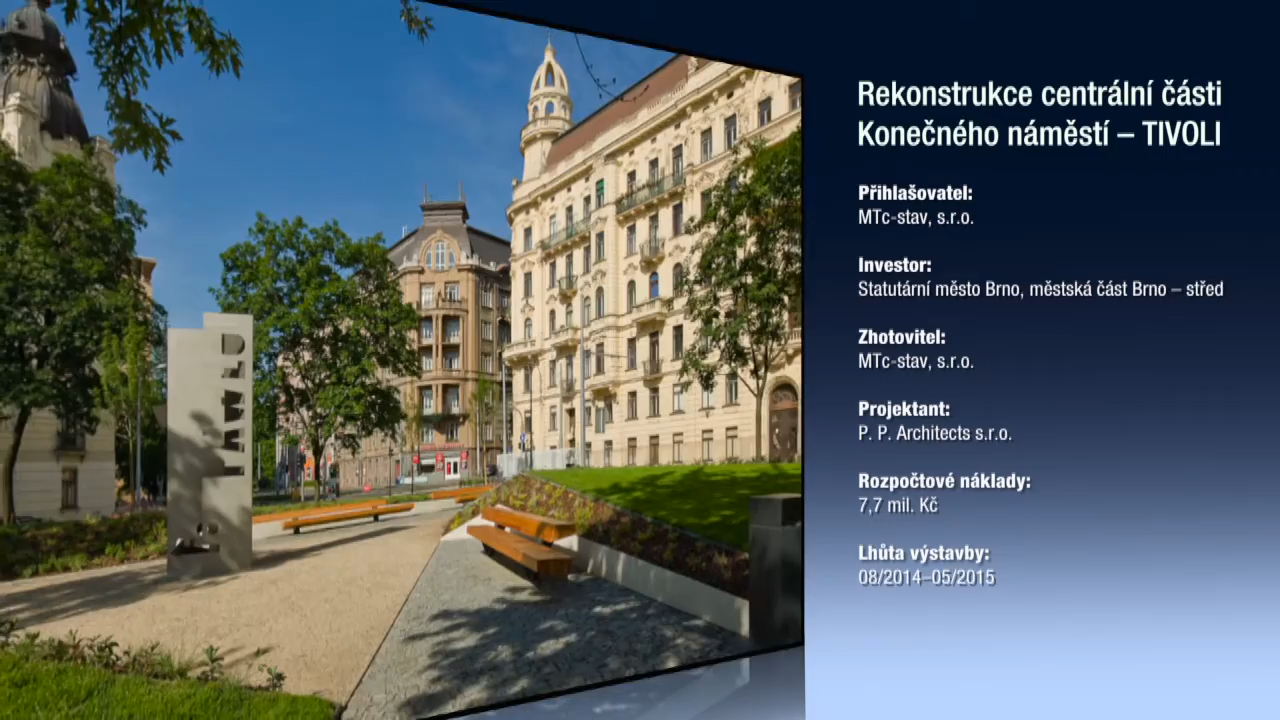 Rekonstrukce centrální části
Konečného náměstí – TIVOLI
Přihlašovatel:
MTc-stav, s.r.o.
Investor:
Statutární město Brno, městská část Brno – střed
Zhotovitel:
MTc-stav, s.r.o.
Projektant:
P. P. Architects s.r.o.
Rozpočtové náklady:
7,7 mil. Kč
Lhůta výstavby:
08/2014–05/2015